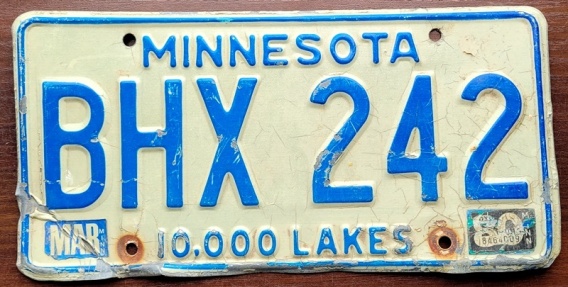 MINNESOTA
BHX 242
MAR 10,000 LAKES